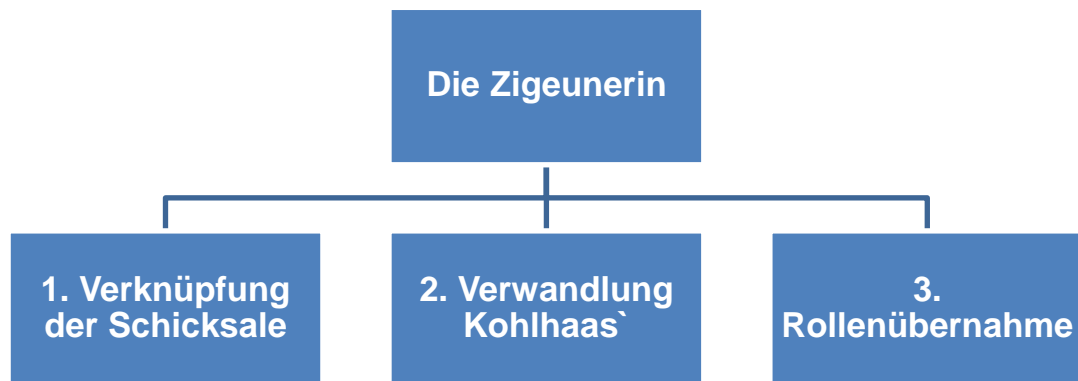 Die Zigeunerin
1. Verknüpfung
der Schicksale
2. Verwandlung
Kohlhaas`
3.
Rollenübernahme